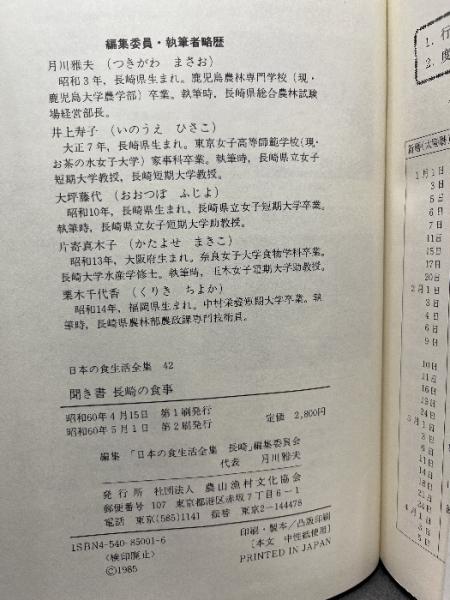 編集委員・執筆者略歴
月川雅夫 (つきがわ まさお)
昭和3年,長崎県生まれ。鹿児島農林専門学校(現・
鹿児島大学農学部)卒業。執筆時,長崎県総合農林試験
場経営部長。
井上寿子 (いのうえ ひさこ)
大正7年,長崎県生まれ。東京女子高等師範学校(現・
お茶の水女子大学)家事科卒業。執筆時,長崎県立女子
短期大学教授,長崎短期大学教授。
大坪藤代 (おおつぼ ふじよ)
昭和10年,長崎県生まれ。長崎県立女子短期大学卒業。
執筆時,長崎県立女子短期大学助教授。
片寄真木子 (かたよせ まきこ)
昭和13年,大阪府生まれ。奈良女子大学食物学科卒業。
長崎大学水産学修士。執筆時,玉木女子短期大学助教授。
栗木千代香 (くりき ちよか)
昭和14年,福岡県生まれ。中村栄養短期大学卒業。執
筆時,長崎県農林部農政課専門技術員。
日本の食生活全集 42
聞き書 長崎の食事
昭和60年4月15日 第1刷発行
昭和60年5月1日 第2刷発行
定価 2,800円
編集 「日本の食生活全集 長崎」編集委員会
代表 月川雅夫
発行所 社団法人 農山漁村文化協会
郵便番号 107 東京都港区赤坂7丁目6-1
電話 東京(585)1141 振替 東京2-144478
ISBN4-540-85001-6
〈検印廃止〉
©1985
印刷・製本/凸版印刷
[本文 中性紙使用]
PRINTED IN JAPAN
1. 行
2. 度
1月1日
3日
5日
6日
7日
11日
15日
17日
20日
2月1日
3日
4日
6日
9日
10日